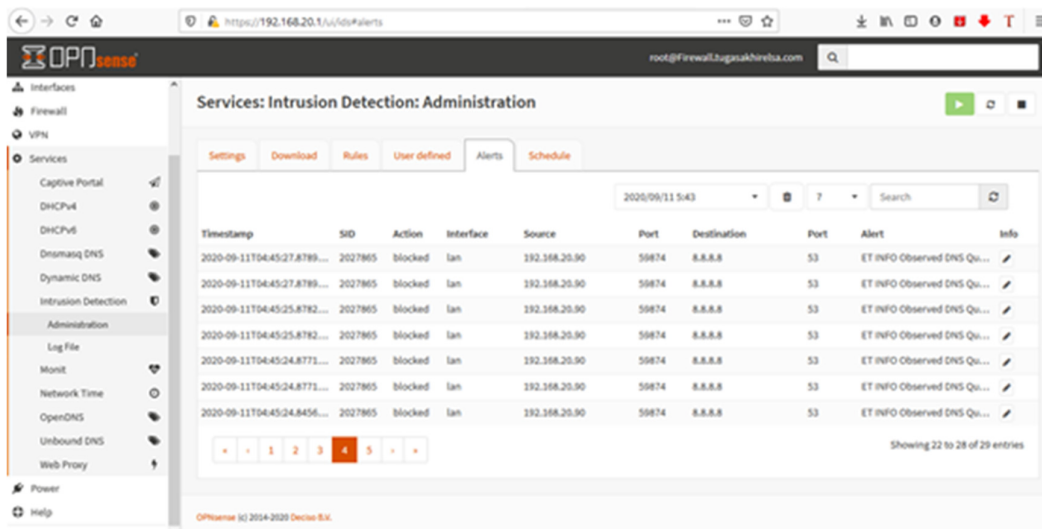 https://192.168.20.1/ui/ids#alerts
OPNsense
root@Firewall.tugasakhirelsa.com
Interfaces
Firewall
VPN
Services
Captive Portal
DHCPv4
DHCPv6
Dnsmasq DNS
Dynamic DNS
Intrusion Detection
Administration
Log File
Monit
Network Time
OpenDNS
Unbound DNS
Web Proxy
Power
Help
Services: Intrusion Detection: Administration
Settings Download Rules User defined Alerts Schedule
2020/09/11 5:43 7 Search
Timestamp SID Action Interface Source Port Destination Port Alert Info
2020-09-11T04:45:27.8789... 2027865 blocked lan 192.168.20.90 59874 8.8.8.8 53 ET INFO Observed DNS Qu...
2020-09-11T04:45:27.8789... 2027865 blocked lan 192.168.20.90 59874 8.8.8.8 53 ET INFO Observed DNS Qu...
2020-09-11T04:45:25.8782... 2027865 blocked lan 192.168.20.90 59874 8.8.8.8 53 ET INFO Observed DNS Qu...
2020-09-11T04:45:25.8782... 2027865 blocked lan 192.168.20.90 59874 8.8.8.8 53 ET INFO Observed DNS Qu...
2020-09-11T04:45:24.8771... 2027865 blocked lan 192.168.20.90 59874 8.8.8.8 53 ET INFO Observed DNS Qu...
2020-09-11T04:45:24.8771... 2027865 blocked lan 192.168.20.90 59874 8.8.8.8 53 ET INFO Observed DNS Qu...
2020-09-11T04:45:24.8456... 2027865 blocked lan 192.168.20.90 59874 8.8.8.8 53 ET INFO Observed DNS Qu...
« ‹ 1 2 3 4 5 › »
Showing 22 to 28 of 29 entries
OPNsense (c) 2014-2020 Deciso B.V.